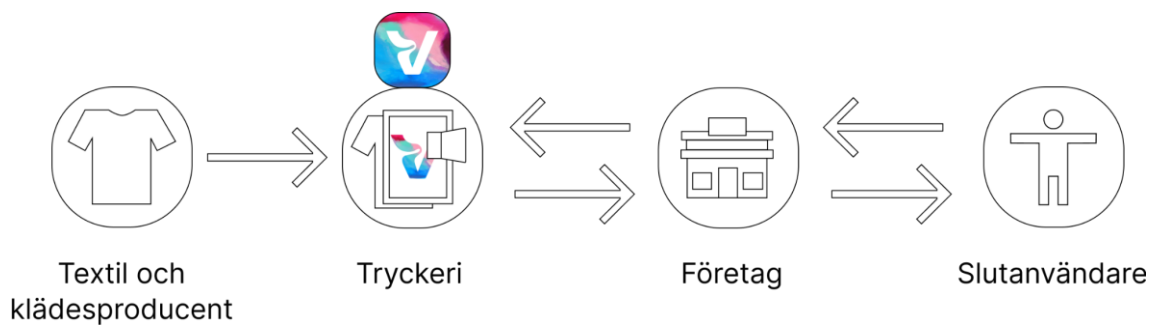 Textil och
klädesproducent
Tryckeri
Företag
Slutanvändare